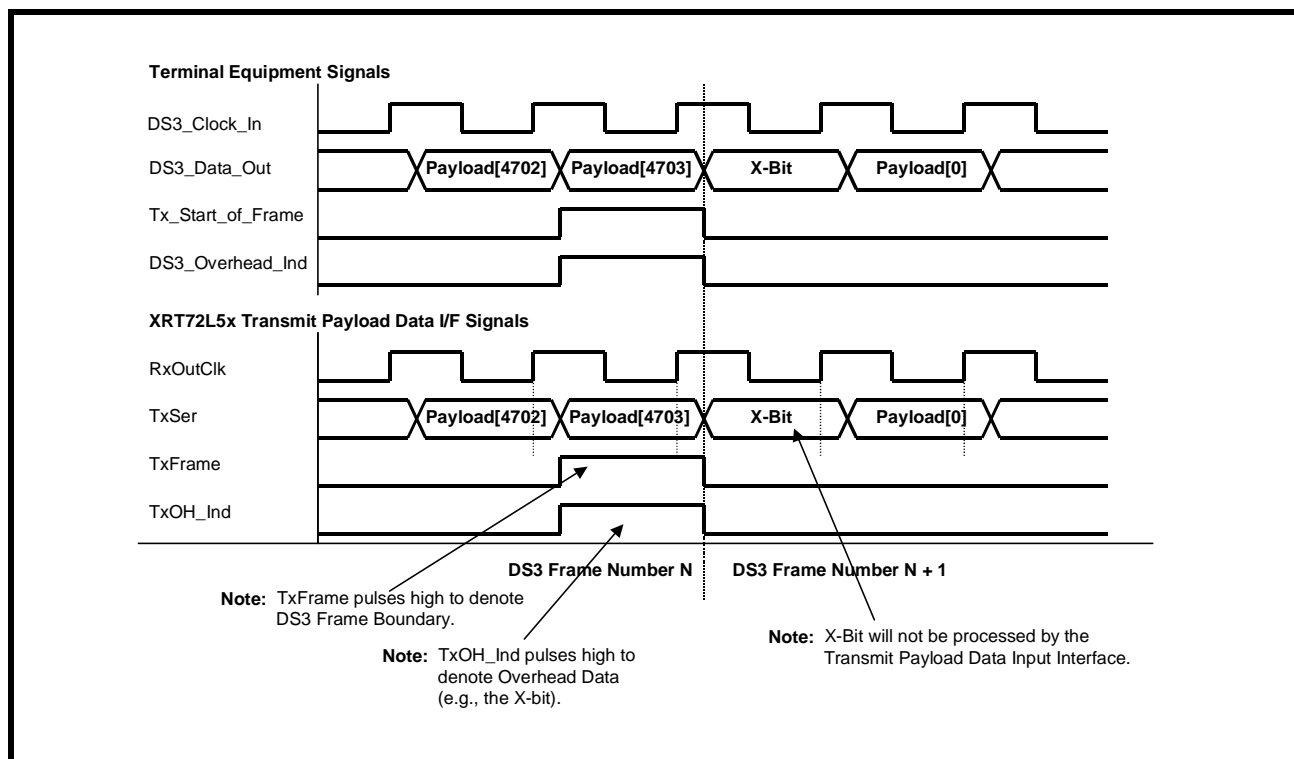 Terminal Equipment Signals
DS3_Clock_In
DS3_Data_Out
Payload[4702] Payload[4703] X-Bit Payload[0]
Tx_Start_of_Frame
DS3_Overhead_Ind
XRT72L5x Transmit Payload Data I/F Signals
RxOutClk
TxSer
Payload[4702] Payload[4703] X-Bit Payload[0]
TxFrame
TxOH_Ind
DS3 Frame Number N DS3 Frame Number N + 1
Note: TxFrame pulses high to denote
DS3 Frame Boundary.
Note: TxOH_Ind pulses high to
denote Overhead Data
(e.g., the X-bit).
Note: X-Bit will not be processed by the
Transmit Payload Data Input Interface.